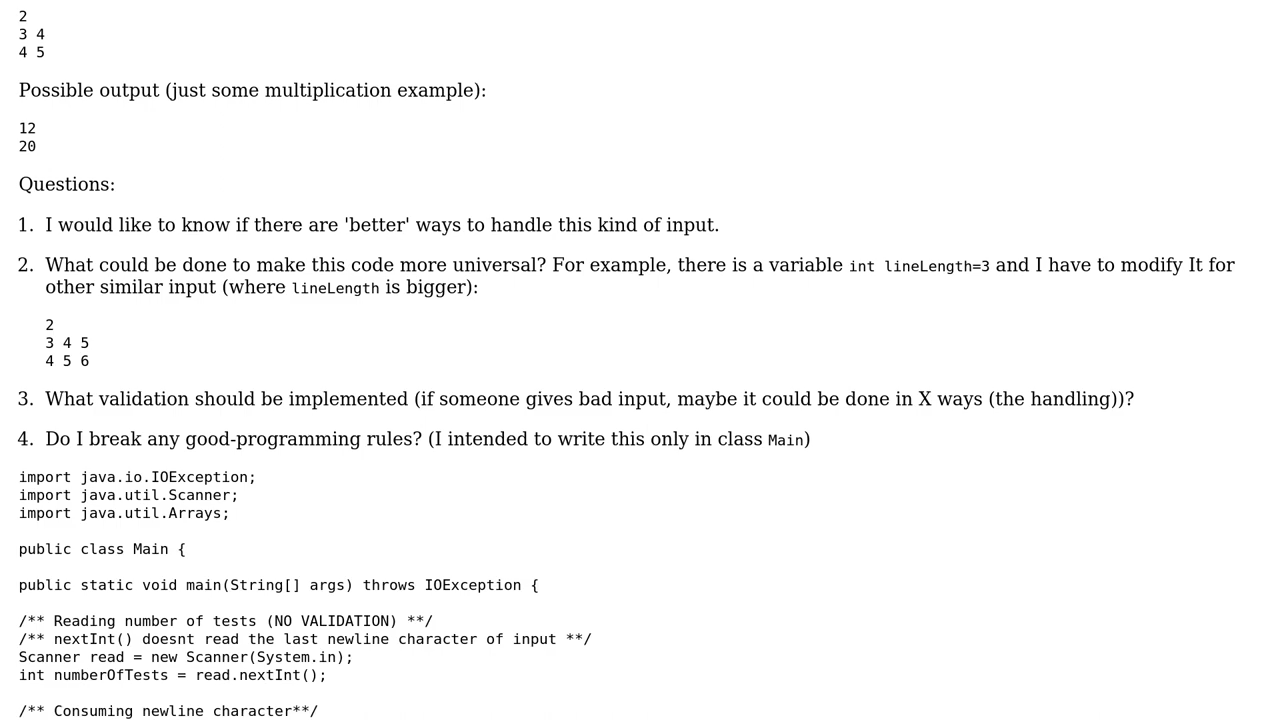 2
3 4
4 5
Possible output (just some multiplication example):
12
20
Questions:
1. I would like to know if there are 'better' ways to handle this kind of input.
2. What could be done to make this code more universal? For example, there is a variable int lineLength=3 and I have to modify It for
other similar input (where lineLength is bigger):
2
3 4 5
4 5 6
3. What validation should be implemented (if someone gives bad input, maybe it could be done in X ways (the handling))?
4. Do I break any good-programming rules? (I intended to write this only in class Main)
import java.io.IOException;
import java.util.Scanner;
import java.util.Arrays;
public class Main {
public static void main(String[] args) throws IOException {
/** Reading number of tests (NO VALIDATION) **/
/** nextInt() doesnt read the last newline character of input **/
Scanner read = new Scanner(System.in);
int numberOfTests = read.nextInt();
/** Consuming newline character**/